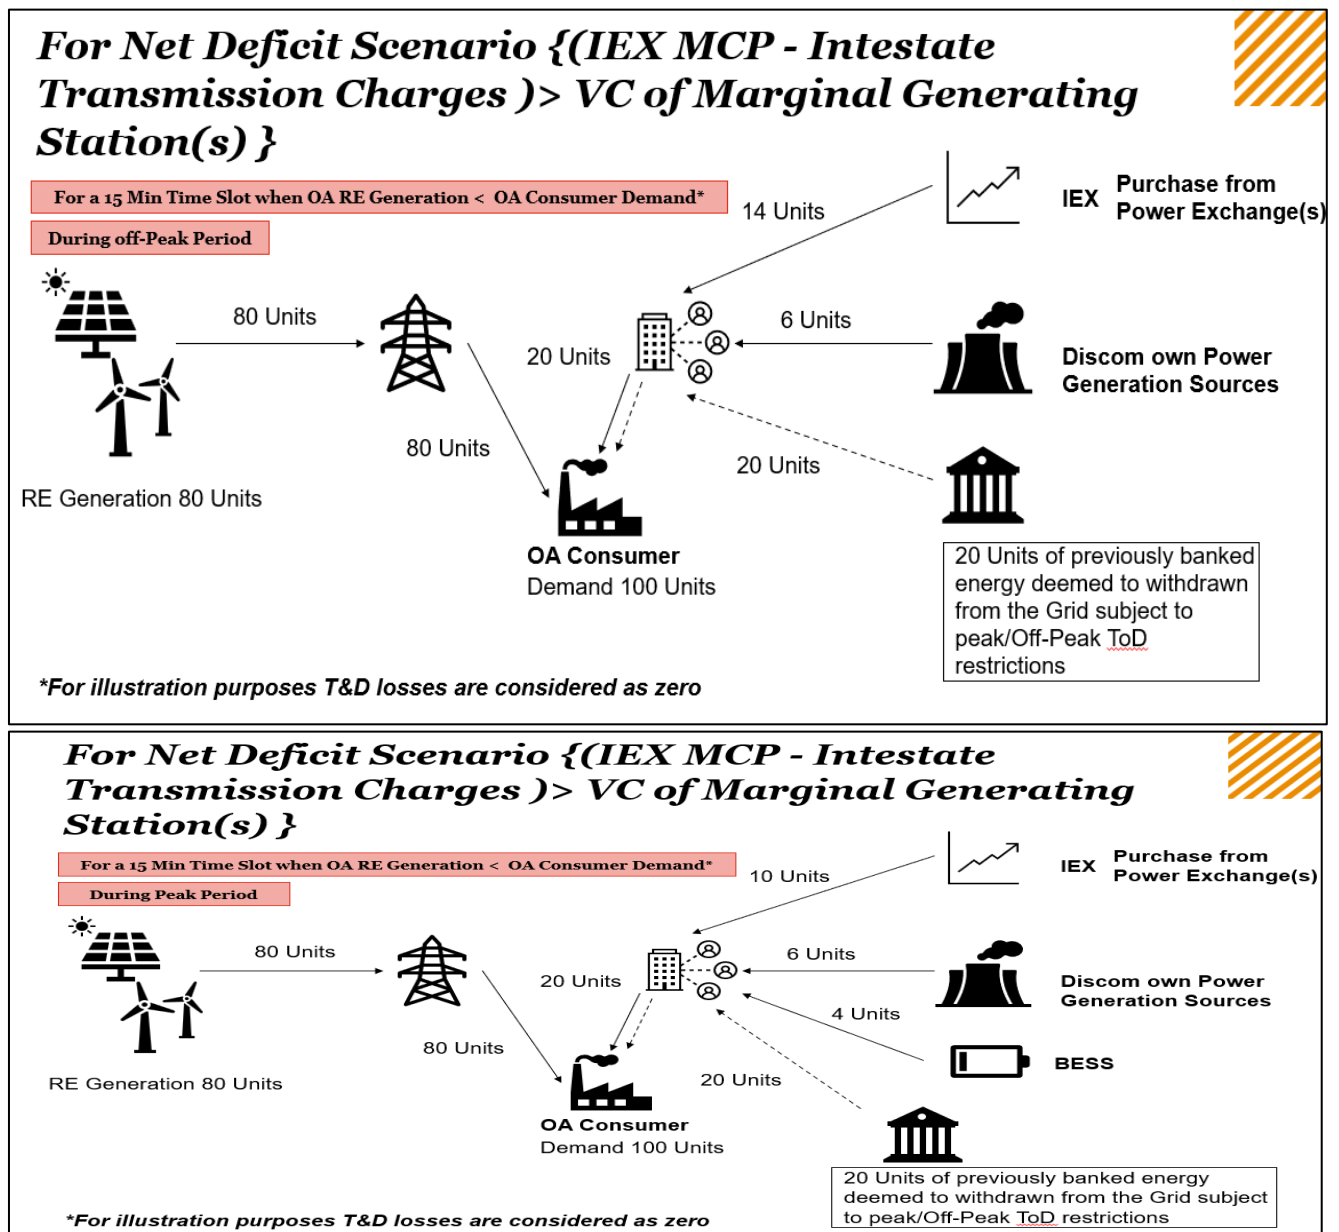 For Net Deficit Scenario {(IEX MCP - Intestate
Transmission Charges )> VC of Marginal Generating
Station(s) }
For a 15 Min Time Slot when OA RE Generation < OA Consumer Demand*
During off-Peak Period
14 Units
IEX
Purchase from
Power Exchange(s)
80 Units
20 Units
6 Units
Discom own Power
Generation Sources
80 Units
20 Units
RE Generation 80 Units
OA Consumer
Demand 100 Units
20 Units of previously banked
energy deemed to withdrawn
from the Grid subject to
peak/Off-Peak ToD
restrictions
*For illustration purposes T&D losses are considered as zero
For Net Deficit Scenario {(IEX MCP - Intestate
Transmission Charges )> VC of Marginal Generating
Station(s) }
For a 15 Min Time Slot when OA RE Generation < OA Consumer Demand*
During Peak Period
10 Units
IEX
Purchase from
Power Exchange(s)
80 Units
20 Units
6 Units
Discom own Power
Generation Sources
4 Units
80 Units
BESS
20 Units
RE Generation 80 Units
OA Consumer
Demand 100 Units
20 Units of previously banked energy
deemed to withdrawn from the Grid subject
to peak/Off-Peak ToD restrictions
*For illustration purposes T&D losses are considered as zero